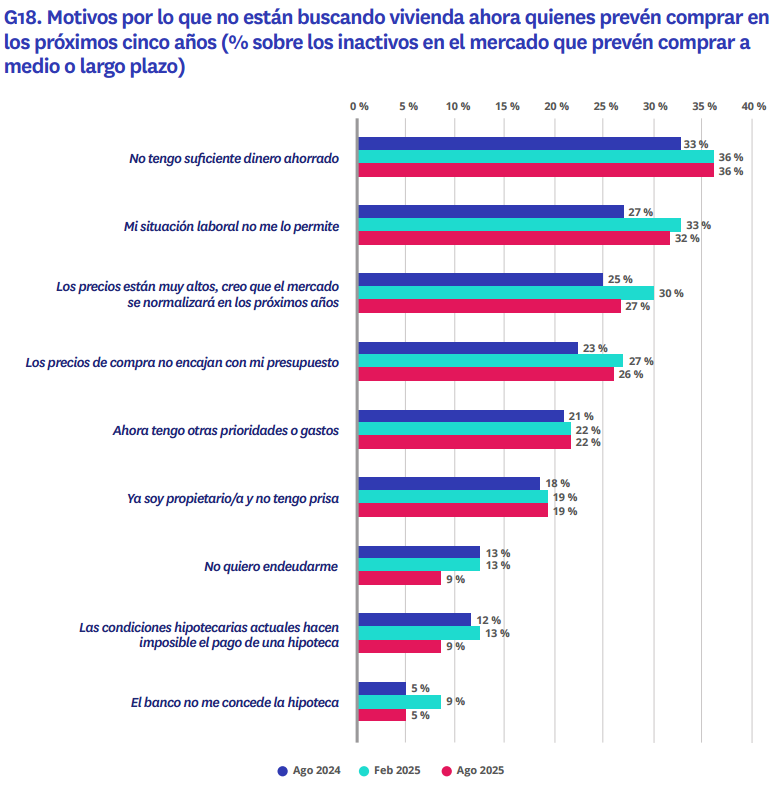 G18. Motivos por lo que no están buscando vivienda ahora quienes prevén comprar en
los próximos cinco años (% sobre los inactivos en el mercado que prevén comprar a
medio o largo plazo)
0 % 5 % 10 % 15 % 20 % 25 % 30 % 35 % 40 %
No tengo suficiente dinero ahorrado
33 %
36 %
36 %
Mi situación laboral no me lo permite
27 %
33 %
32 %
Los precios están muy altos, creo que el mercado
se normalizará en los próximos años
25 %
30 %
27 %
Los precios de compra no encajan con mi presupuesto
23 %
27 %
26 %
Ahora tengo otras prioridades o gastos
21 %
22 %
22 %
Ya soy propietario/a y no tengo prisa
18 %
19 %
19 %
No quiero endeudarme
13 %
13 %
9 %
Las condiciones hipotecarias actuales hacen
imposible el pago de una hipoteca
12 %
13 %
9 %
El banco no me concede la hipoteca
5 %
9 %
5 %
Ago 2024 Feb 2025 Ago 2025